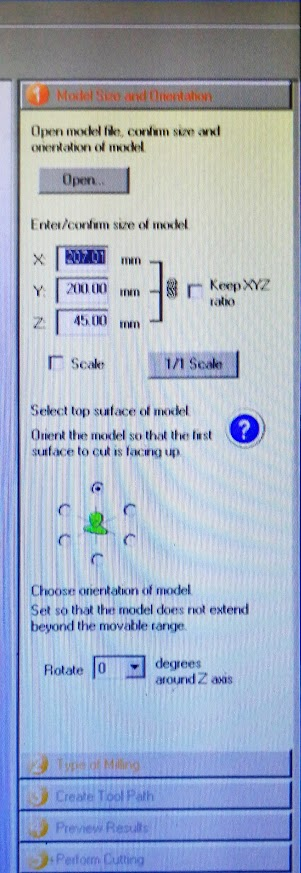 1 Model Size and Orientation
Open model file, confirm size and
orientation of model.
Open...
Enter/confirm size of model.
X: 207.01 mm
Y: 200.00 mm
Z: 45.00 mm
Keep XYZ
ratio
Scale
1/1 Scale
Select top surface of model.
Orient the model so that the first
surface to cut is facing up.
?
Choose orientation of model.
Set so that the model does not extend
beyond the movable range.
Rotate 0 degrees
around Z axis
Type of Milling
Create Tool Path
Preview Results
Perform Cutting